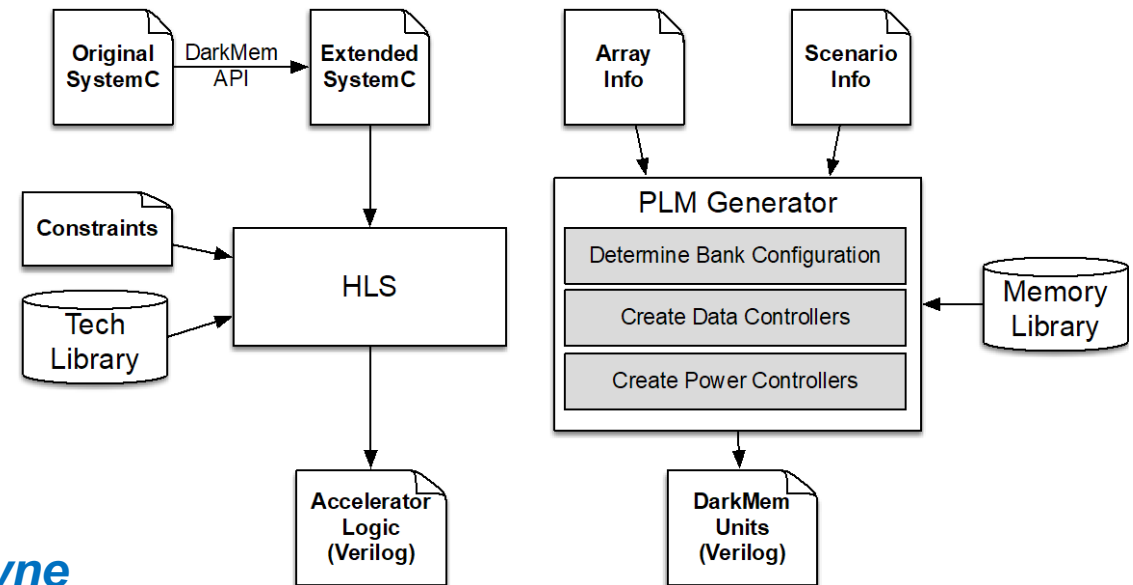 Original
SystemC
DarkMem
API
Extended
SystemC
Array
Info
Scenario
Info
Constraints
Tech
Library
HLS
PLM Generator
Determine Bank Configuration
Create Data Controllers
Create Power Controllers
Memory
Library
Accelerator
Logic
(Verilog)
DarkMem
Units
(Verilog)